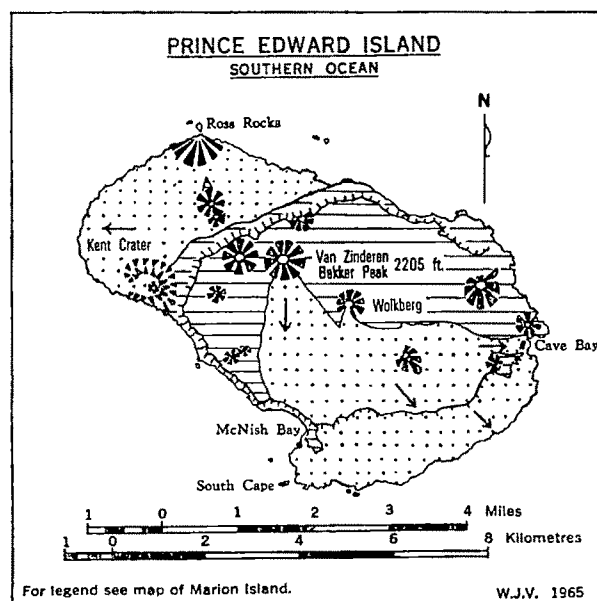 PRINCE EDWARD ISLAND
SOUTHERN OCEAN
N
Ross Rocks
Kent Crater
Van Zinderen
Bakker Peak 2205 ft.
Wolkberg
Cave Bay
McNish Bay
South Cape
1 0 1 2 3 4 Miles
1 0 2 4 6 8 Kilometres
For legend see map of Marion Island.
W.J.V. 1965